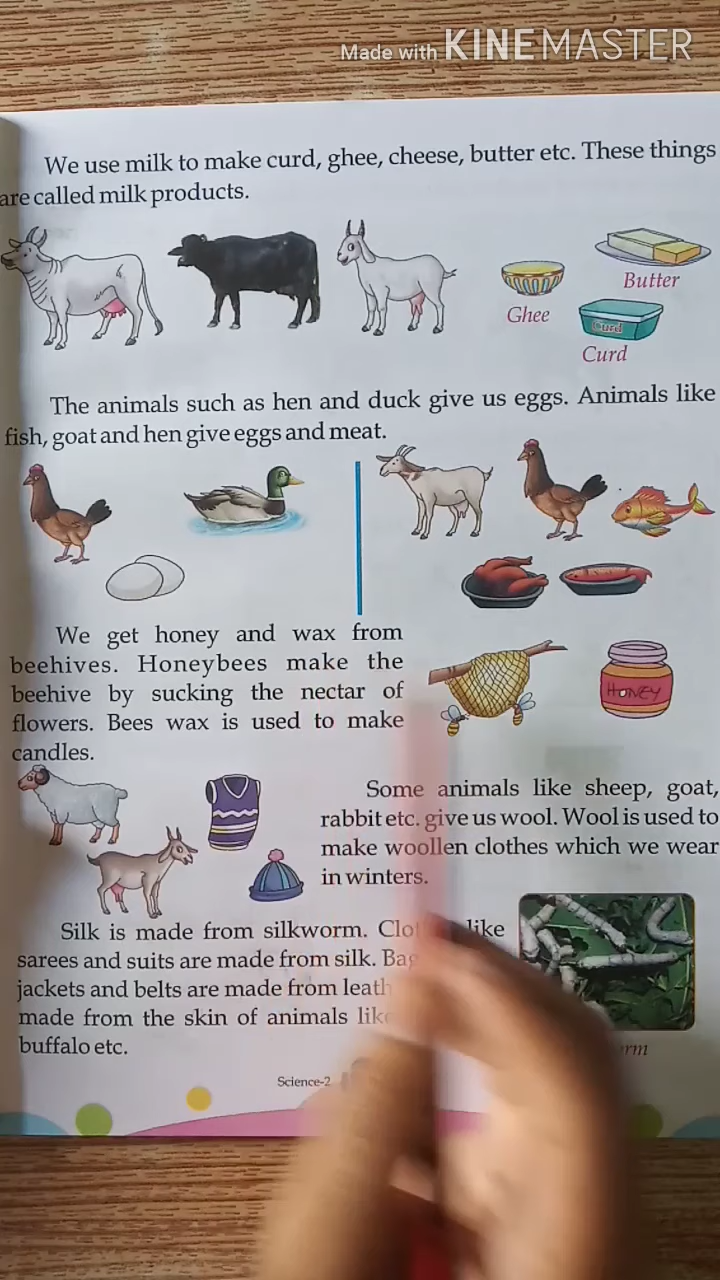 Made with KINEMASTER
We use milk to make curd, ghee, cheese, butter etc. These things
are called milk products.
Butter
Ghee
Curd
Curd
The animals such as hen and duck give us eggs. Animals like
fish, goat and hen give eggs and meat.
We get honey and wax from
beehives. Honeybees make the
beehive by sucking the nectar of
flowers. Bees wax is used to make
candles.
HONEY
Some animals like sheep, goat,
rabbit etc. give us wool. Wool is used to
make woollen clothes which we wear
in winters.
Silk is made from silkworm. like
sarees and suits are made from silk.
jackets and belts are made from
made from the skin of animals
buffalo etc.
Science-2